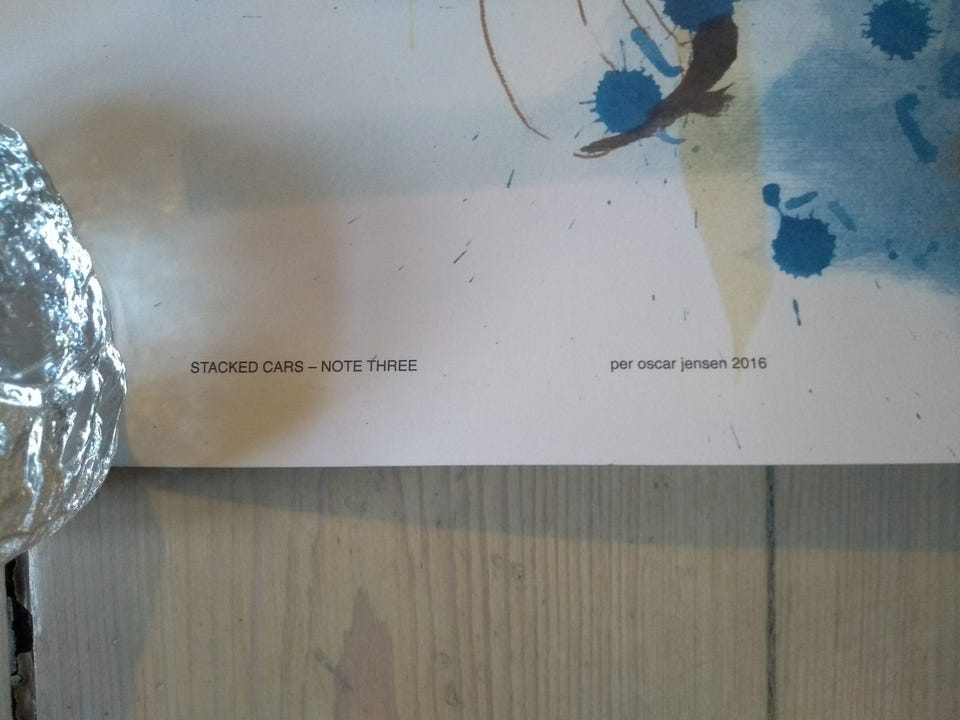 STACKED CARS – NOTE THREE
per oscar jensen 2016